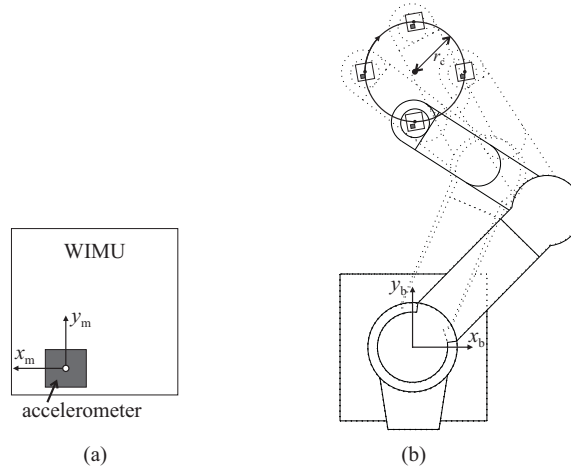 WIMU
y_m
x_m
accelerometer
(a)
r_c
y_b
x_b
(b)